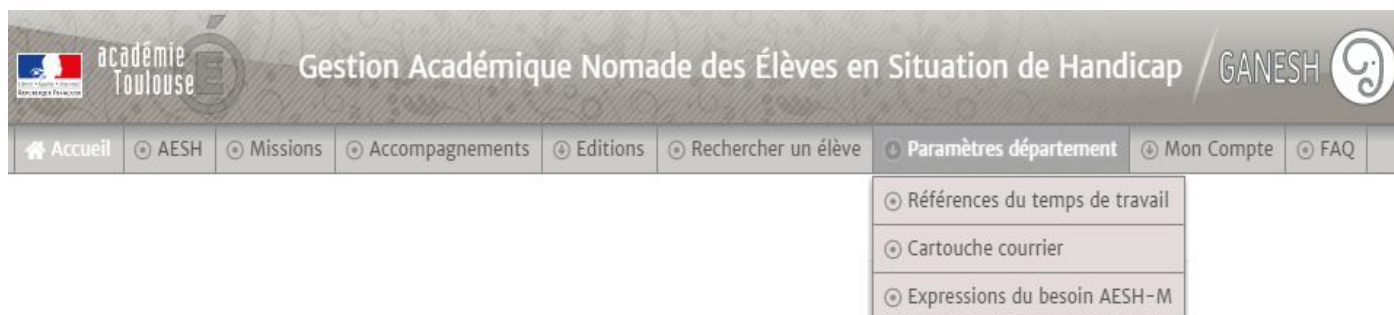 académie
Toulouse
Gestion Académique Nomade des Élèves en Situation de Handicap / GANESH
Accueil AESH Missions Accompagnements Editions Rechercher un élève Paramètres département Mon Compte FAQ
Références du temps de travail
Cartouche courrier
Expressions du besoin AESH-M